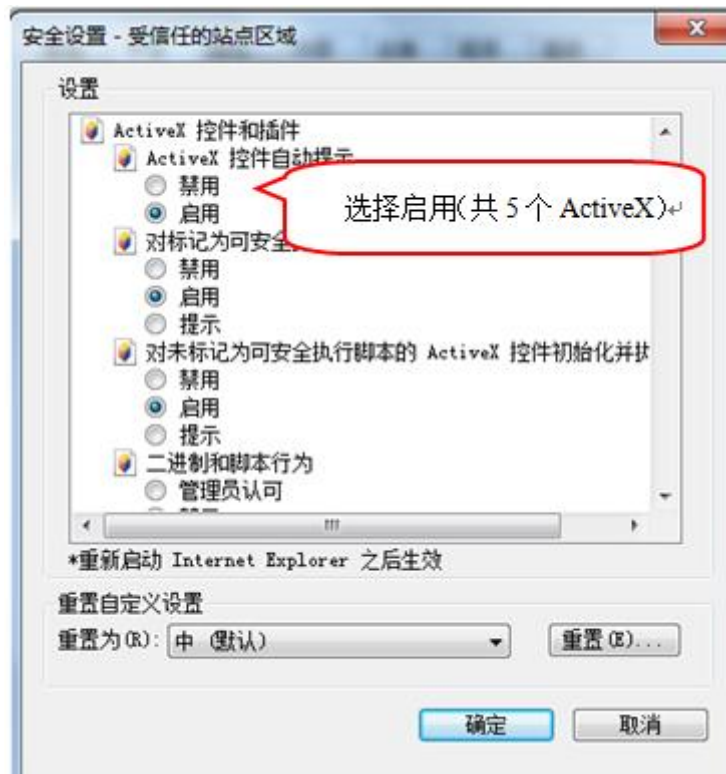 安全设置 - 受信任的站点区域
设置
ActiveX 控件和插件
ActiveX 控件自动提示
禁用
启用
选择启用(共 5 个 ActiveX)↵
对标记为可安全
禁用
启用
提示
对未标记为可安全执行脚本的 ActiveX 控件初始化并执
禁用
启用
提示
二进制和脚本行为
管理员认可
*重新启动 Internet Explorer 之后生效
重置自定义设置
重置为(R): 中 (默认)
重置(E)...
确定
取消